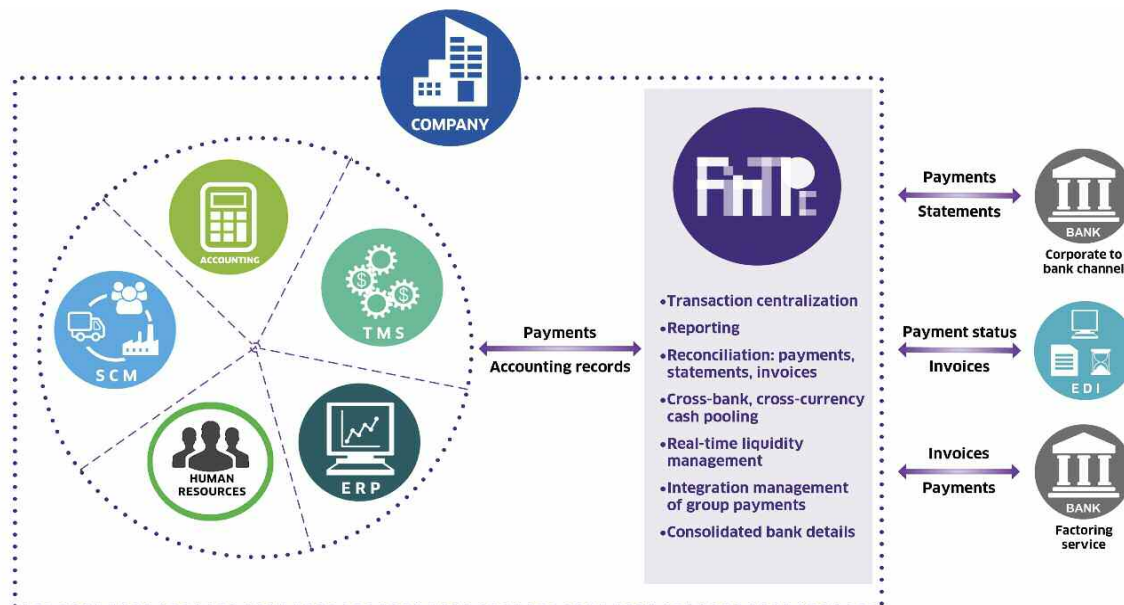 COMPANY
ACCOUNTING
TMS
SCM
HUMAN
RESOURCES
ERP
Payments
Accounting records
FinTPc
•Transaction centralization
•Reporting
•Reconciliation: payments,
statements, invoices
•Cross-bank, cross-currency
cash pooling
•Real-time liquidity
management
•Integration management
of group payments
•Consolidated bank details
Payments
Statements
BANK
Corporate to
bank channel
Payment status
Invoices
EDI
Invoices
Payments
BANK
Factoring
service